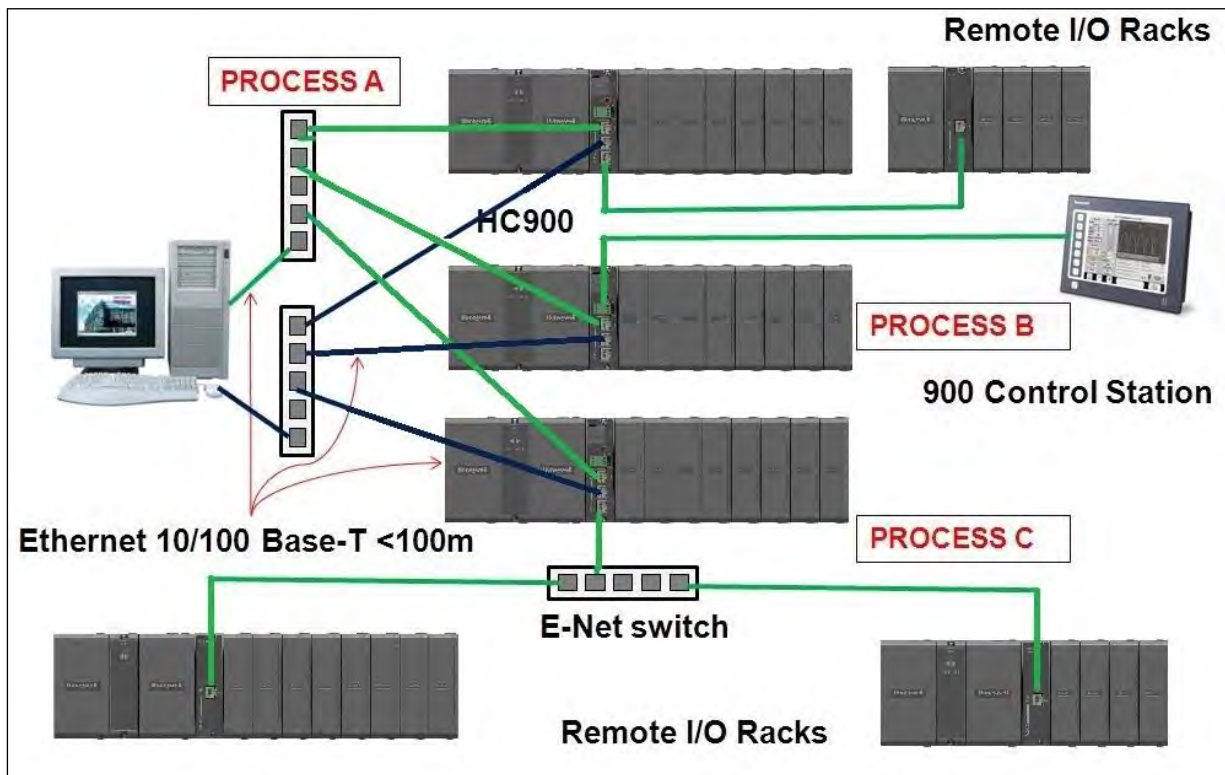 Remote I/O Racks
PROCESS A
HC900
PROCESS B
900 Control Station
Ethernet 10/100 Base-T <100m
PROCESS C
E-Net switch
Remote I/O Racks